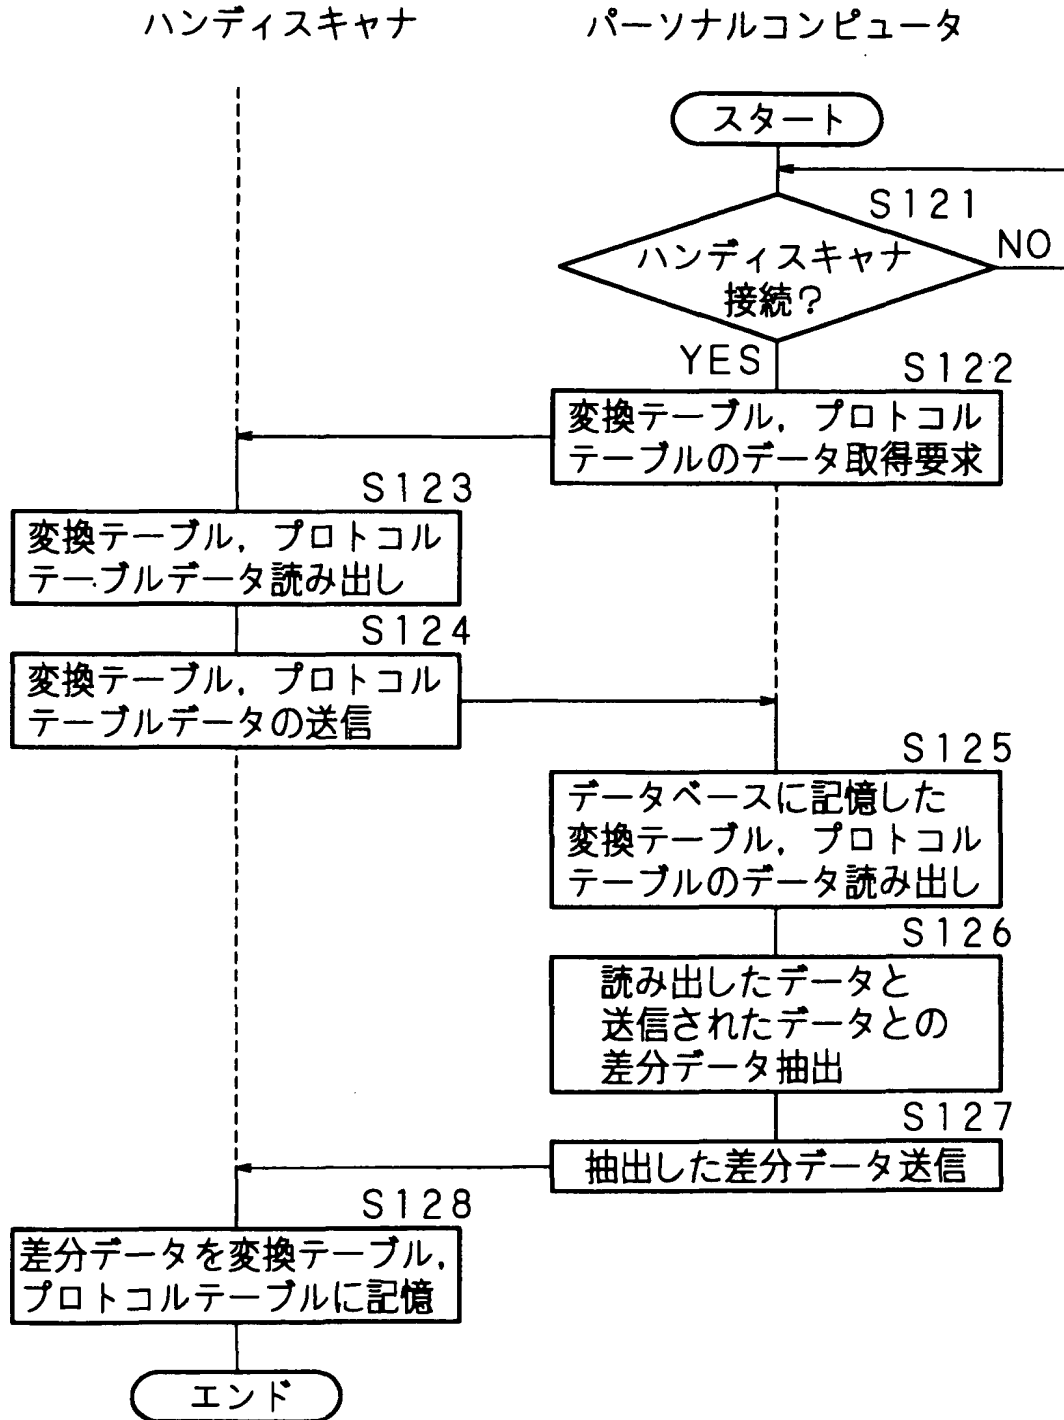 ハンディスキャナ
パーソナルコンピュータ
スタート
S121
ハンディスキャナ
接続?
NO
YES
S122
変換テーブル,プロトコル
テーブルのデータ取得要求
S123
変換テーブル,プロトコル
テーブルデータ読み出し
S124
変換テーブル,プロトコル
テーブルデータの送信
S125
データベースに記憶した
変換テーブル,プロトコル
テーブルのデータ読み出し
S126
読み出したデータと
送信されたデータとの
差分データ抽出
S127
抽出した差分データ送信
S128
差分データを変換テーブル,
プロトコルテーブルに記憶
エンド